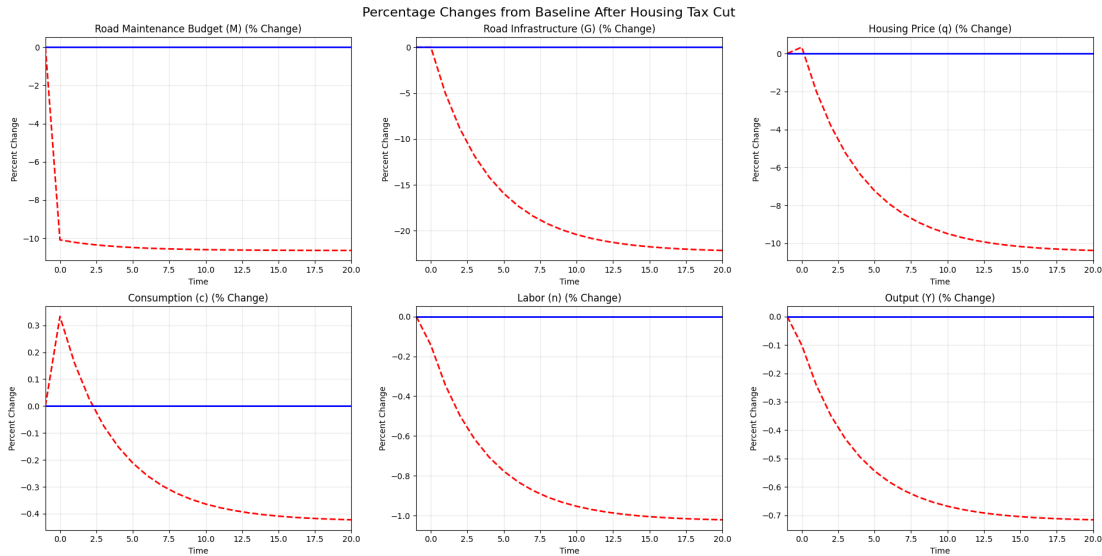 Percentage Changes from Baseline After Housing Tax Cut
Road Maintenance Budget (M) (% Change)
Percent Change
0
−2
−4
−6
−8
−10
0.0 2.5 5.0 7.5 10.0 12.5 15.0 17.5 20.0
Time
Road Infrastructure (G) (% Change)
Percent Change
0
−5
−10
−15
−20
0.0 2.5 5.0 7.5 10.0 12.5 15.0 17.5 20.0
Time
Housing Price (q) (% Change)
Percent Change
0
−2
−4
−6
−8
−10
0.0 2.5 5.0 7.5 10.0 12.5 15.0 17.5 20.0
Time
Consumption (c) (% Change)
Percent Change
0.3
0.2
0.1
0.0
−0.1
−0.2
−0.3
−0.4
0.0 2.5 5.0 7.5 10.0 12.5 15.0 17.5 20.0
Time
Labor (n) (% Change)
Percent Change
0.0
−0.2
−0.4
−0.6
−0.8
−1.0
0.0 2.5 5.0 7.5 10.0 12.5 15.0 17.5 20.0
Time
Output (Y) (% Change)
Percent Change
0.0
−0.1
−0.2
−0.3
−0.4
−0.5
−0.6
−0.7
0.0 2.5 5.0 7.5 10.0 12.5 15.0 17.5 20.0
Time